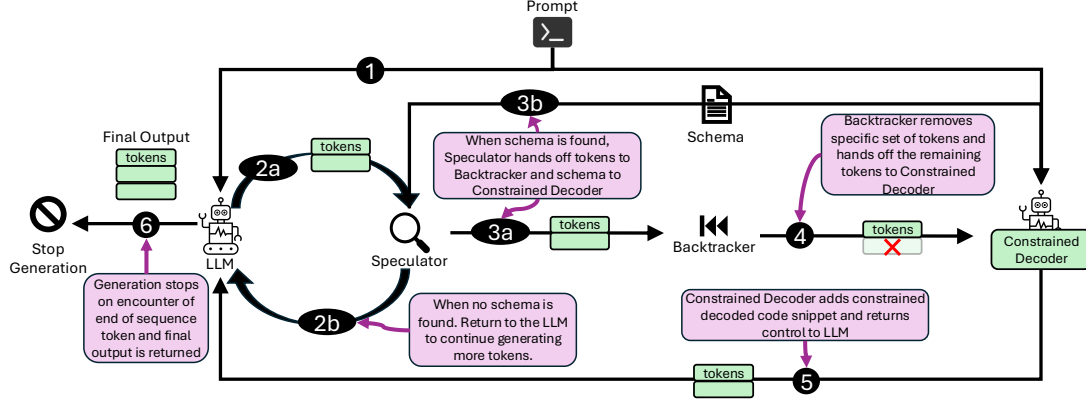 Prompt
>_
1
3b
Schema
Final Output
tokens
2a
tokens
When schema is found,
Speculator hands off tokens to
Backtracker and schema to
Constrained Decoder
Backtracker removes
specific set of tokens and
hands off the remaining
tokens to Constrained
Decoder
6
Stop
Generation
LLM
Speculator
3a
tokens
Backtracker
4
tokens
Constrained
Decoder
Generation stops
on encounter of
end of sequence
token and final
output is returned
2b
When no schema is
found. Return to the LLM
to continue generating
more tokens.
Constrained Decoder adds constrained
decoded code snippet and returns
control to LLM
tokens
5